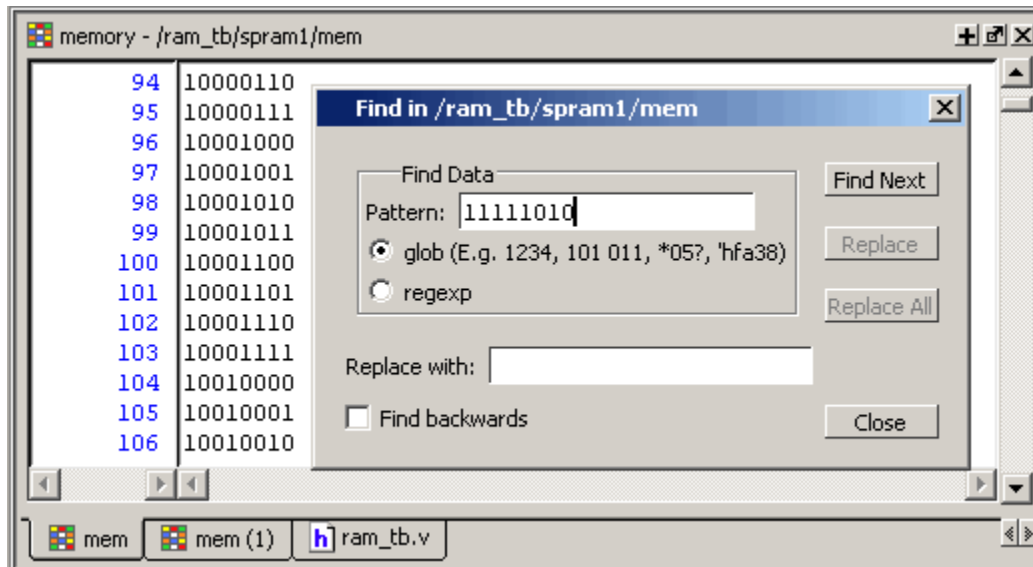 memory - /ram_tb/spram1/mem
94 10000110
95 10000111
96 10001000
97 10001001
98 10001010
99 10001011
100 10001100
101 10001101
102 10001110
103 10001111
104 10010000
105 10010001
106 10010010
Find in /ram_tb/spram1/mem
Find Data
Pattern: 11111010
glob (E.g. 1234, 101 011, *05?, 'hfa38)
regexp
Replace with:
Find backwards
Find Next
Replace
Replace All
Close
mem mem (1) h ram_tb.v